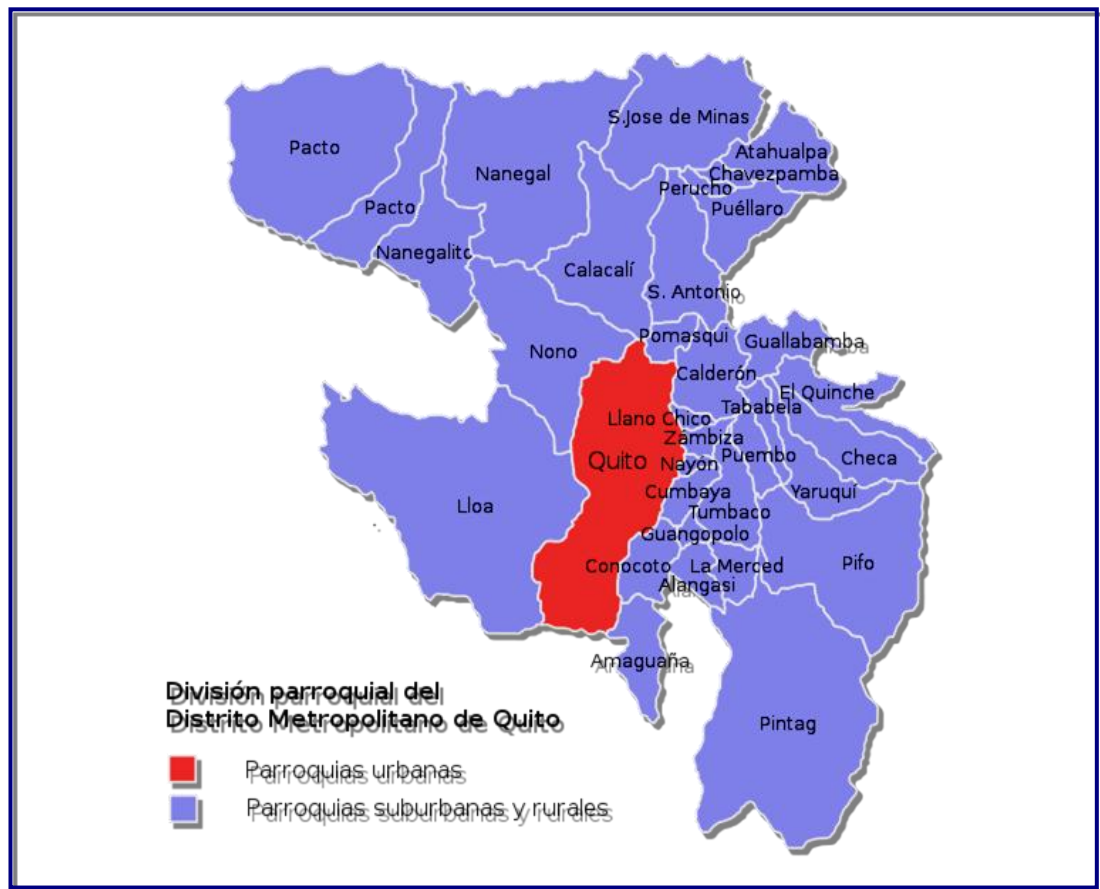 S.Jose de Minas
Pacto
Atahualpa
Nanegal
Chavezpamba
Perucho
Pacto
Puéllaro
Nanegalito
Calacalí
S. Antonio
Pomasqui
Guallabamba
Nono
Calderón
El Quinche
Tababela
Llano Chico
Zámbiza
Puembo
Checa
Quito
Nayón
Cumbaya
Yaruquí
Lloa
Tumbaco
Guangopolo
Pifo
Conocoto
La Merced
Alangasi
Amaguaña
División parroquial del
Distrito Metropolitano de Quito
Pintag
Parroquias urbanas
Parroquias suburbanas y rurales